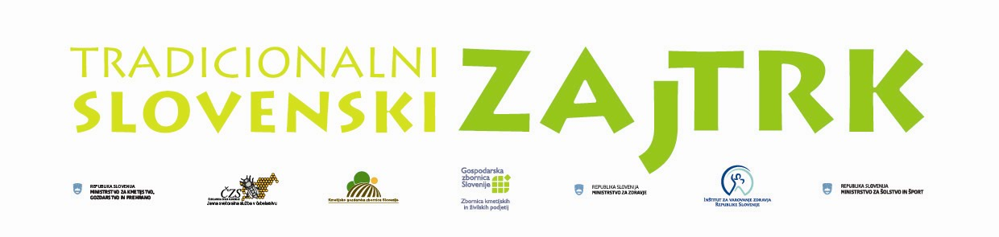 TRADICIONALNI
SLOVENSKI
ZAJTRK
REPUBLIKA SLOVENIJA
MINISTRSTVO ZA KMETIJSTVO,
GOZDARSTVO IN PREHRANO
ČZS
Javna svetovalna služba v čebelarstvu
Kmetijsko gozdarska zbornica Slovenije
Gospodarska
zbornica
Slovenije
Zbornica kmetijskih
in živilskih podjetij
REPUBLIKA SLOVENIJA
MINISTRSTVO ZA ZDRAVJE
INŠTITUT ZA VAROVANJE ZDRAVJA
REPUBLIKE SLOVENIJE
REPUBLIKA SLOVENIJA
MINISTRSTVO ZA ŠOLSTVO IN ŠPORT